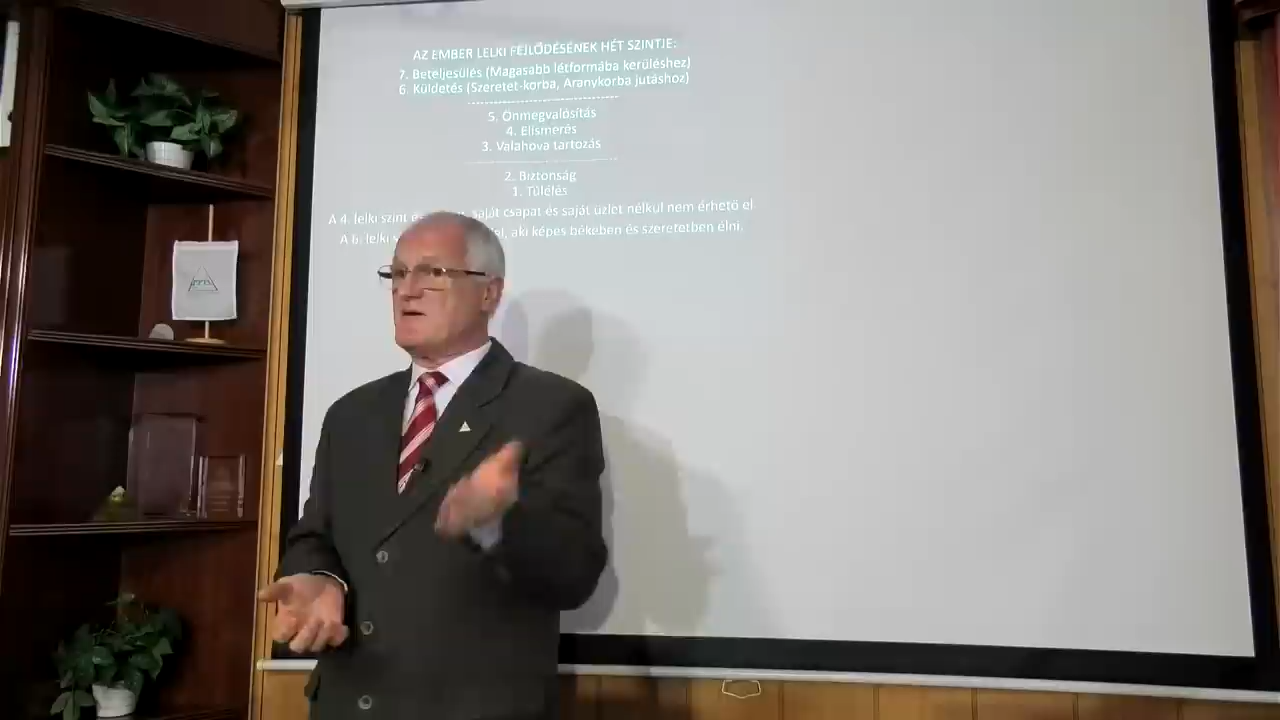 AZ EMBER LELKI FEJLŐDÉSÉNEK HÉT SZINTJE:
7. Beteljesülés (Magasabb létformába kerüléshez)
6. Küldetés (Szeretet-korba, Aranykorba jutáshoz)
5. Önmegvalósítás
4. Elismerés
3. Valahova tartozás
2. Biztonság
1. Túlélés
A 4. lelki szint saját csapat és saját üzlet nélkül nem érhető el
A 6. lelki aki képes békében és szeretetben élni.